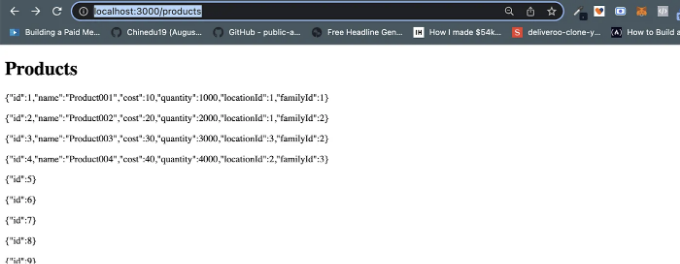 localhost:3000/products
Building a Paid Me... Chinedu19 (Augus... GitHub - public-a... Free Headline Gen... IH How I made $54k... S deliveroo-clone-y... (A) How to Build a
Products
{"id":1,"name":"Product001","cost":10,"quantity":1000,"locationId":1,"familyId":1}
{"id":2,"name":"Product002","cost":20,"quantity":2000,"locationId":1,"familyId":2}
{"id":3,"name":"Product003","cost":30,"quantity":3000,"locationId":3,"familyId":2}
{"id":4,"name":"Product004","cost":40,"quantity":4000,"locationId":2,"familyId":3}
{"id":5}
{"id":6}
{"id":7}
{"id":8}
{"id":9}